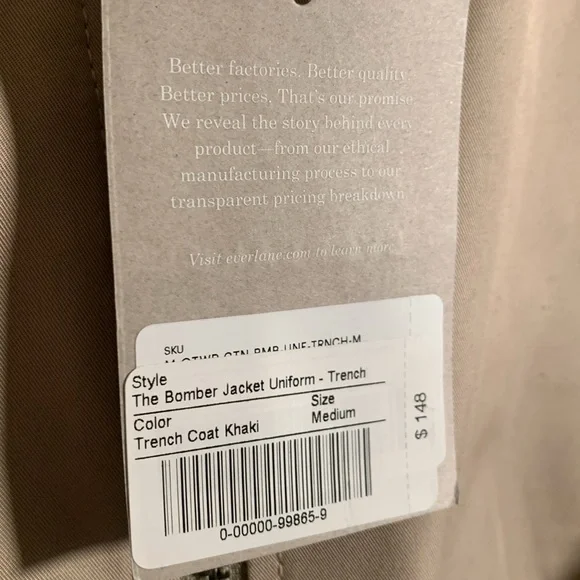 Better factories. Better quality.
Better prices. That's our promise.
We reveal the story behind every
product—from our ethical
manufacturing process to our
transparent pricing breakdown.
Visit everlane.com to learn more.
SKU
Style
The Bomber Jacket Uniform - Trench
Color Size
Trench Coat Khaki Medium
0-00000-99865-9
$ 148